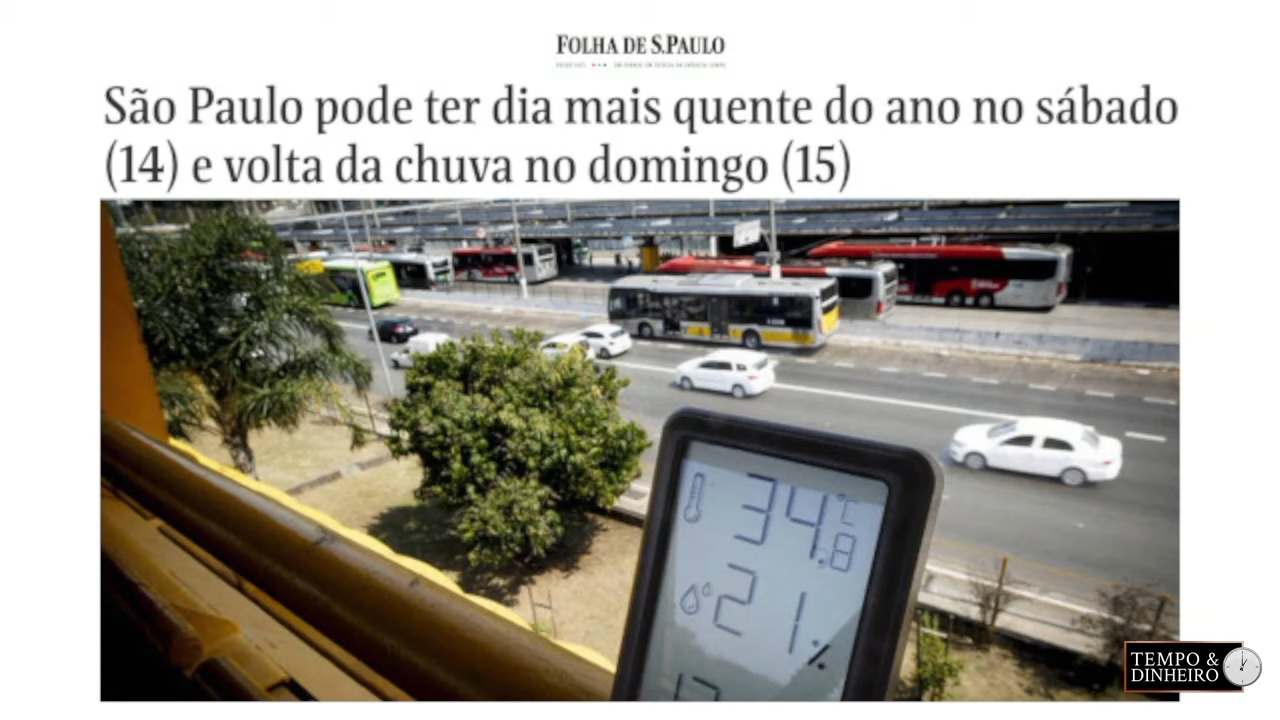 FOLHA DE S.PAULO
São Paulo pode ter dia mais quente do ano no sábado
(14) e volta da chuva no domingo (15)
34.8°C
21%
TEMPO &
DINHEIRO